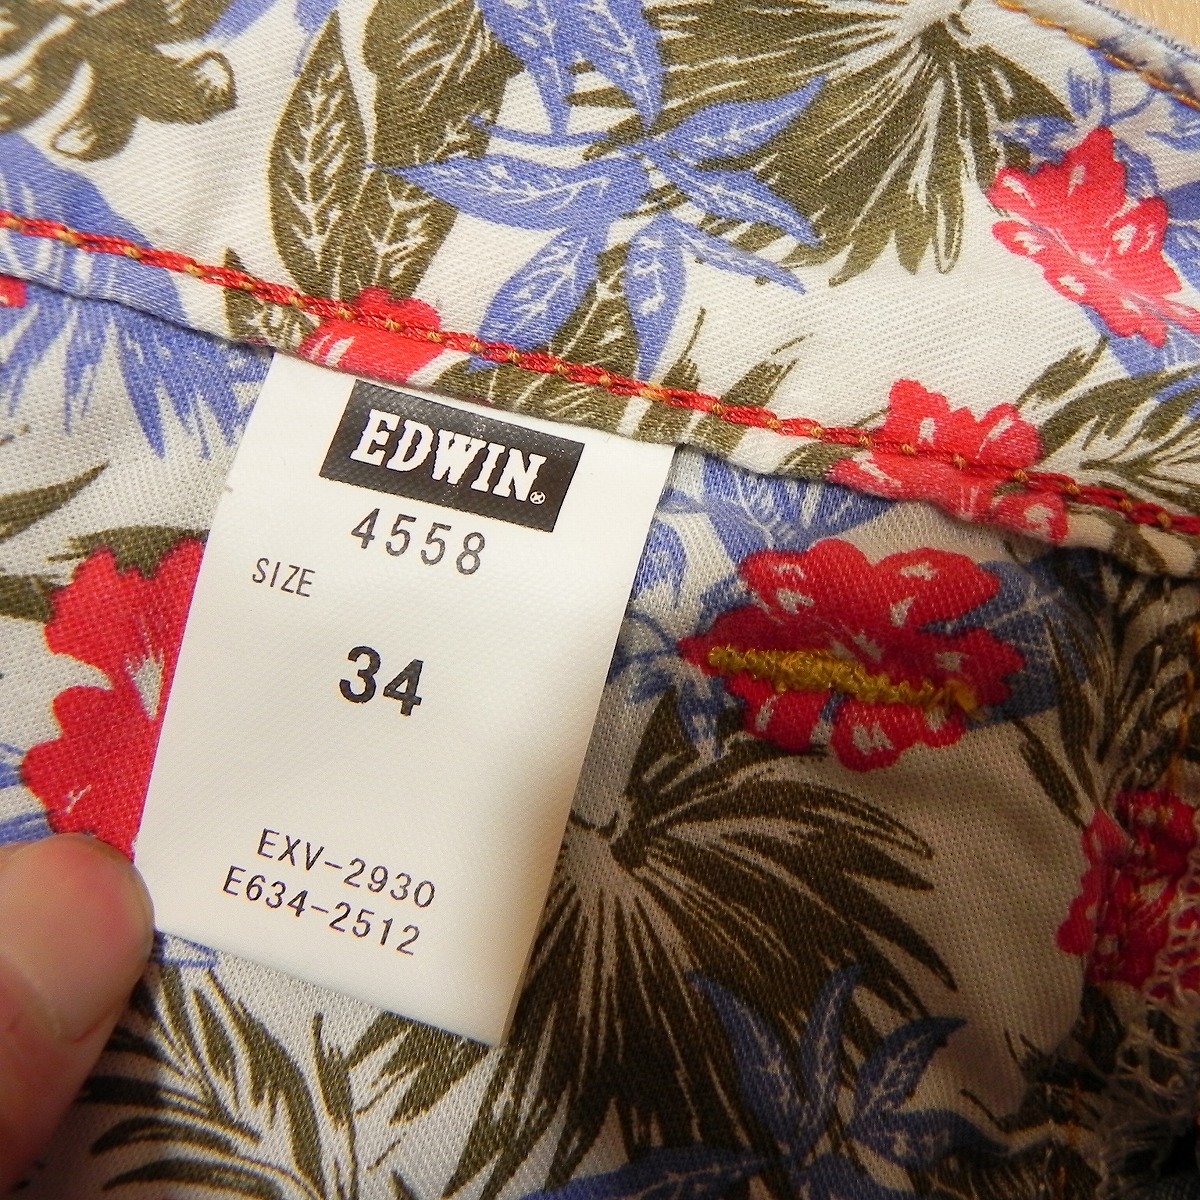 EDWIN
4558
SIZE
34
EXV-2930
E634-2512